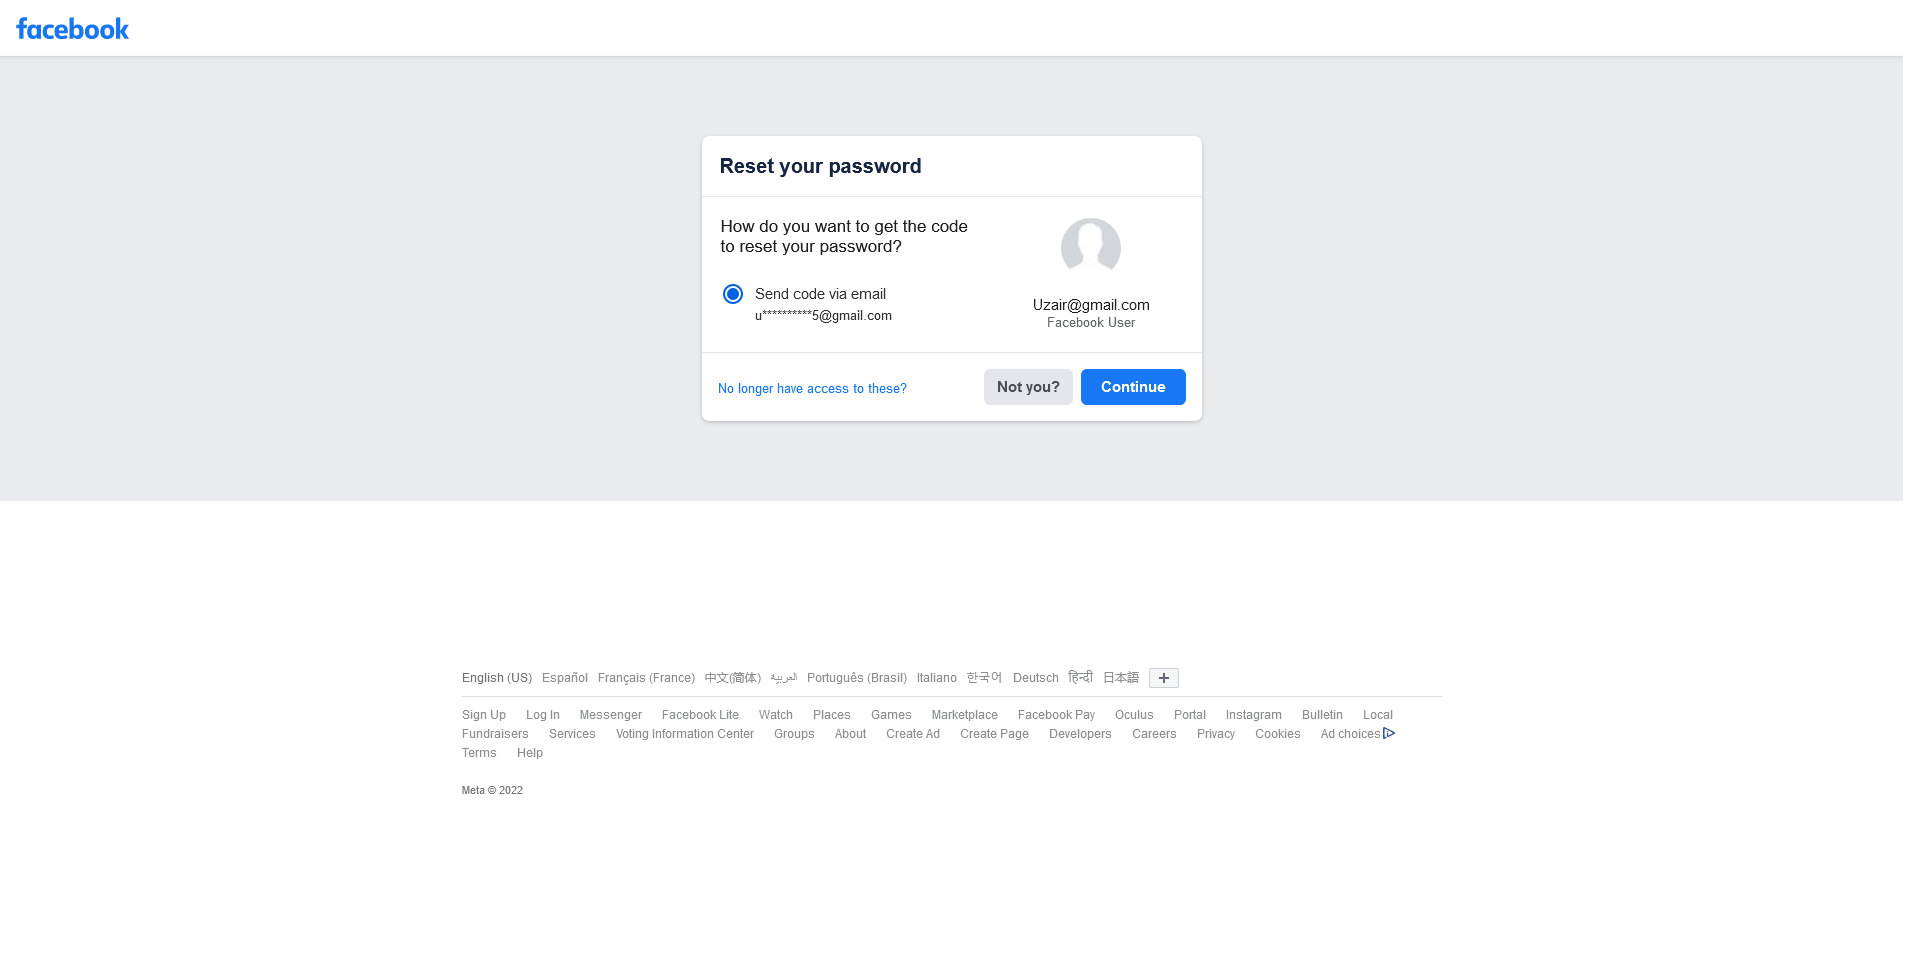 facebook
Reset your password
How do you want to get the code
to reset your password?
Send code via email
u**********5@gmail.com
Uzair@gmail.com
Facebook User
No longer have access to these?
Not you?
Continue
English (US) Español Français (France) 中文(简体) العربية Português (Brasil) Italiano 한국어 Deutsch हिन्दी 日本語 +
Sign Up Log In Messenger Facebook Lite Watch Places Games Marketplace Facebook Pay Oculus Portal Instagram Bulletin Local
Fundraisers Services Voting Information Center Groups About Create Ad Create Page Developers Careers Privacy Cookies Ad choices
Terms Help
Meta © 2022